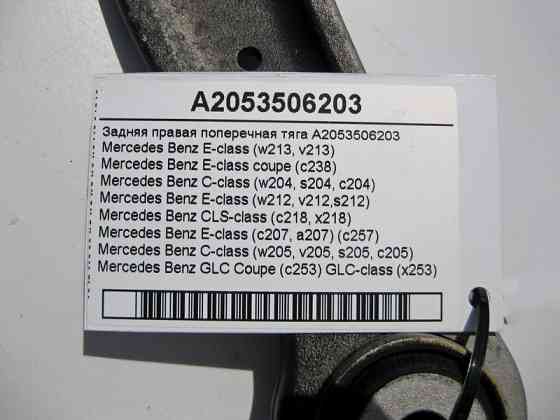 A2053506203
Задняя правая поперечная тяга A2053506203
Mercedes Benz E-class (w213, v213)
Mercedes Benz E-class coupe (c238)
Mercedes Benz C-class (w204, s204, c204)
Mercedes Benz E-class (w212, v212,s212)
Mercedes Benz CLS-class (c218, x218)
Mercedes Benz E-class (c207, a207) (c257)
Mercedes Benz C-class (w205, v205, s205, c205)
Mercedes Benz GLC Coupe (c253) GLC-class (x253)